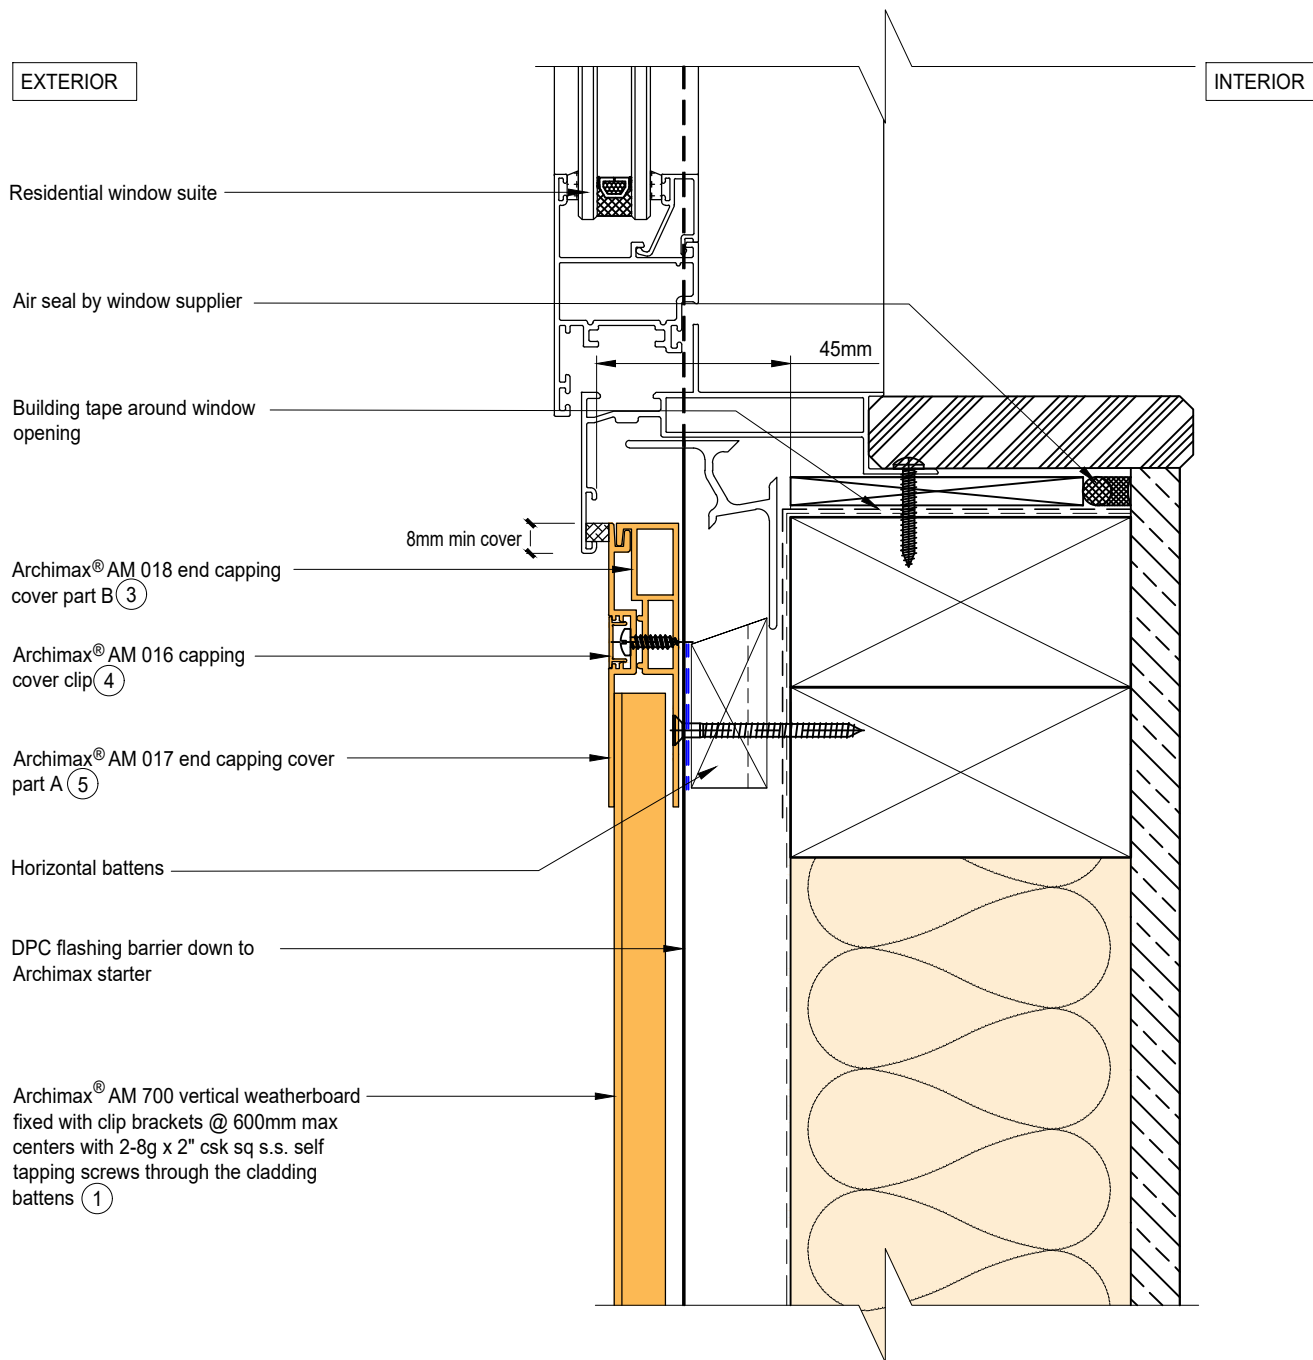 EXTERIOR
INTERIOR
Residential window suite
Air seal by window supplier
45mm
Building tape around window
opening
8mm min cover
Archimax® AM 018 end capping
cover part B 3
Archimax® AM 016 capping
cover clip 4
Archimax® AM 017 end capping cover
part A 5
Horizontal battens
DPC flashing barrier down to
Archimax starter
Archimax® AM 700 vertical weatherboard
fixed with clip brackets @ 600mm max
centers with 2-8g x 2" csk sq s.s. self
tapping screws through the cladding
battens 1